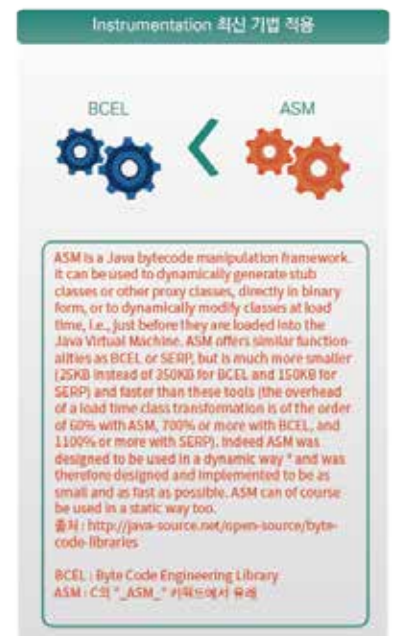 Instrumentation 최신 기법 적용
BCEL
ASM
ASM is a Java bytecode manipulation framework.
It can be used to dynamically generate stub
classes or other proxy classes, directly in binary
form, or to dynamically modify classes at load
time, i.e., just before they are loaded into the
Java Virtual Machine. ASM offers similar function-
alities as BCEL or SERP, but is much more smaller
(25KB instead of 350KB for BCEL and 150KB for
SERP) and faster than these tools (the overhead
of a load time class transformation is of the order
of 60% with ASM, 700% or more with BCEL, and
1100% or more with SERP). Indeed ASM was
designed to be used in a dynamic way * and was
therefore designed and implemented to be as
small and as fast as possible. ASM can of course
be used in a static way too.
출처 : http://java-source.net/open-source/byte-
code-libraries
BCEL : Byte Code Engineering Library
ASM : C의 "_ASM_" 키워드에서 유래